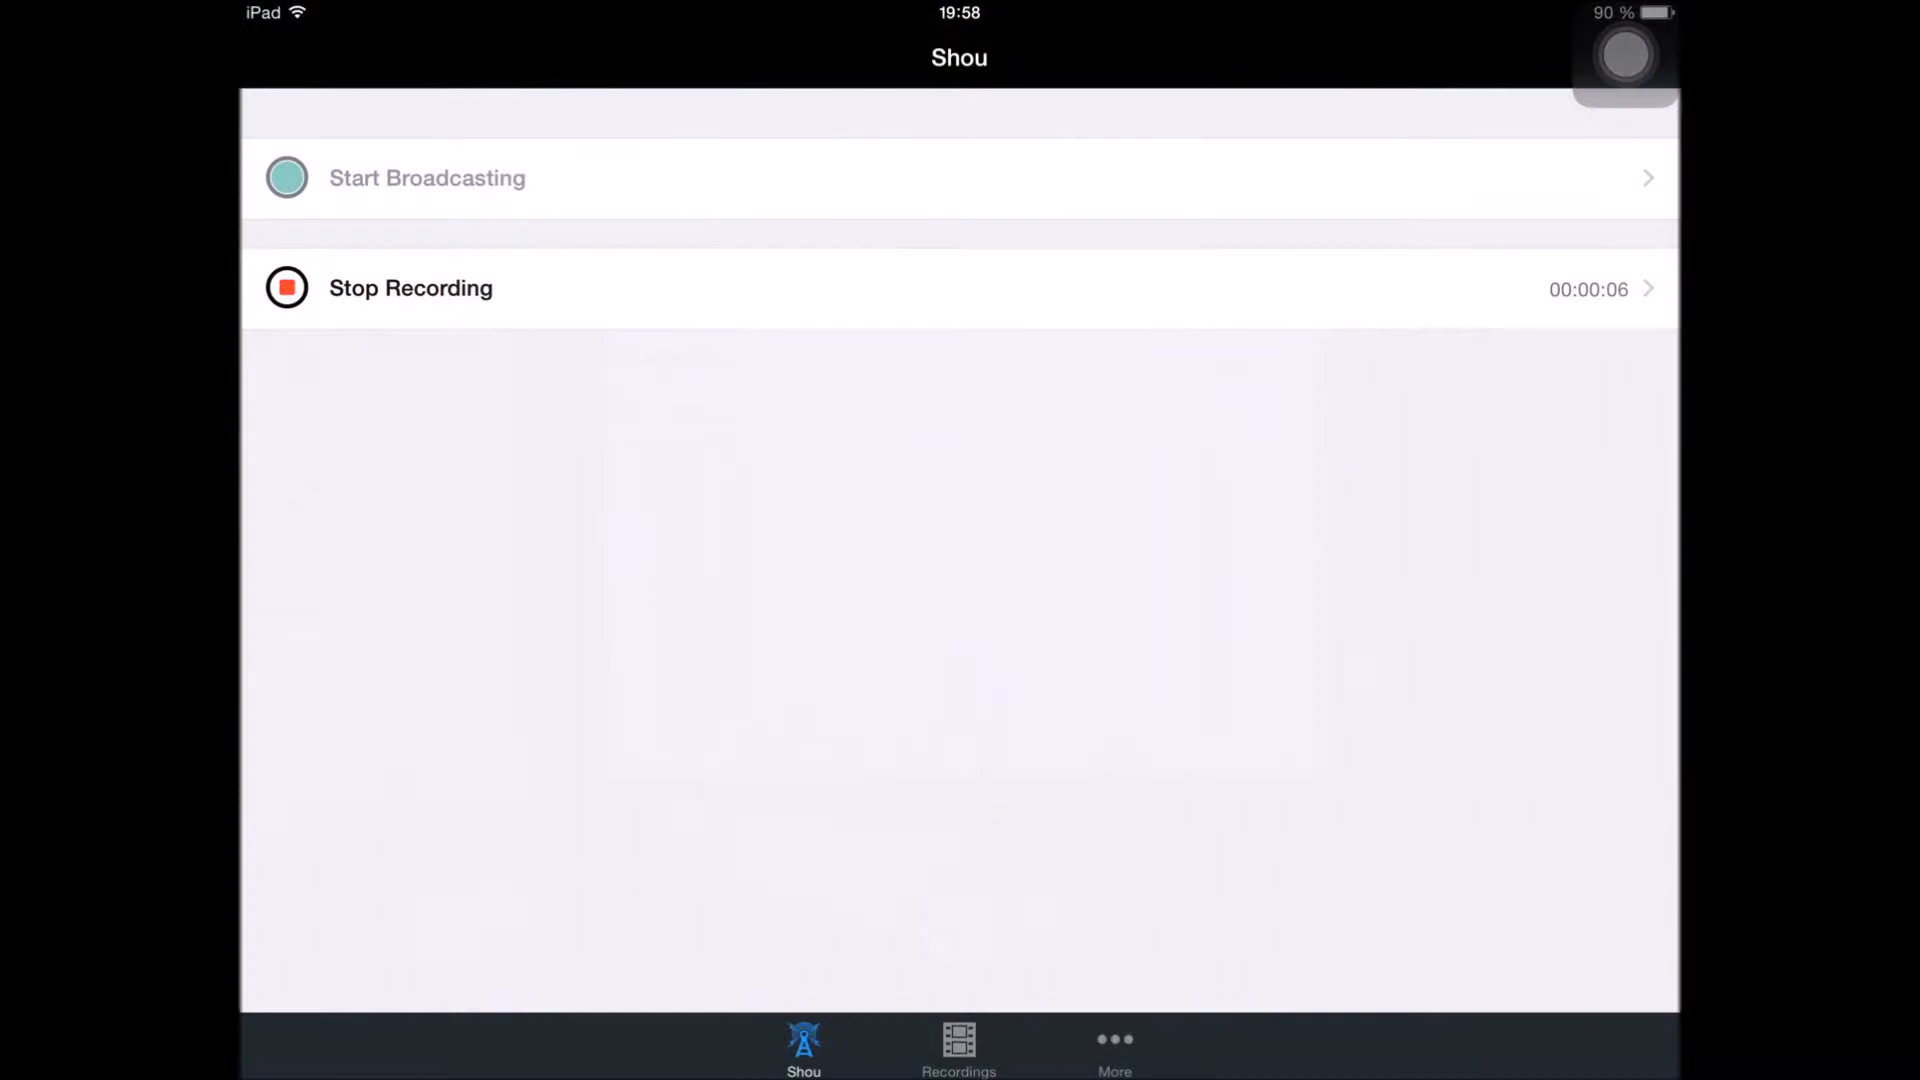 iPad 19:58 90 %
Shou
Start Broadcasting
Stop Recording 00:00:06
Shou Recordings More